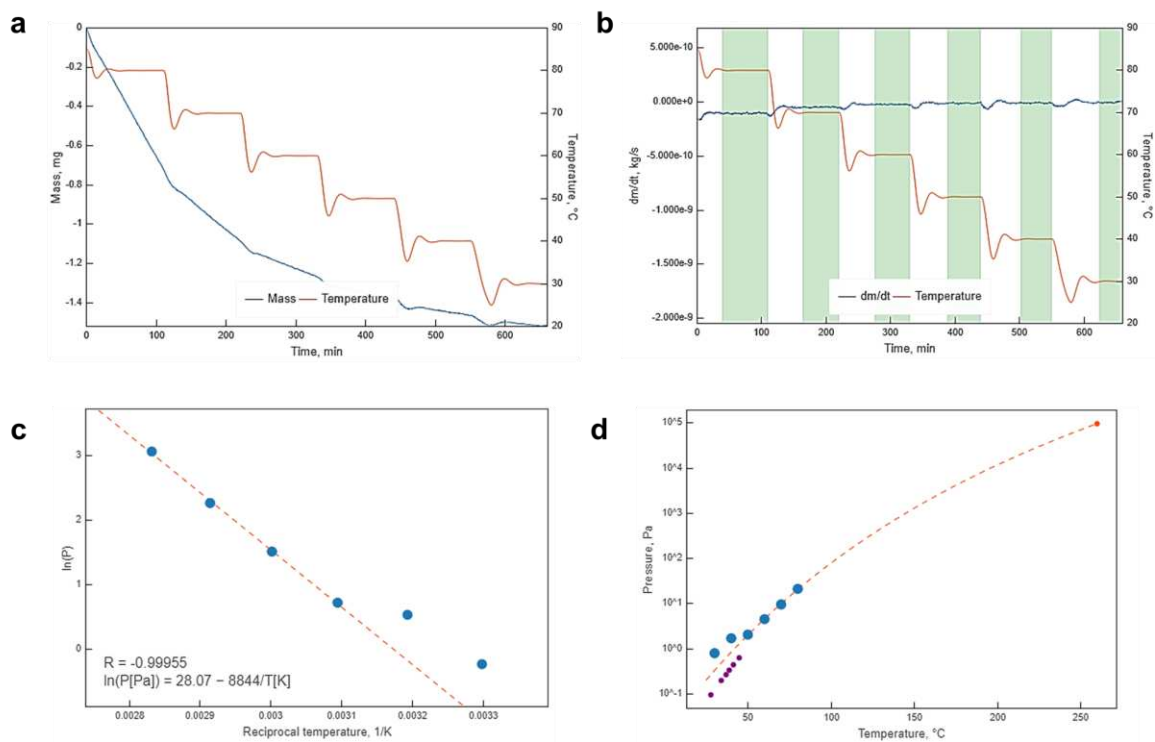 a
0
-0.2
-0.4
-0.6
-0.8
-1
-1.2
-1.4
Mass, mg
90
80
70
60
50
40
30
20
Temperature, °C
Mass
Temperature
0
100
200
300
400
500
600
Time, min
b
5.000e-10
0.000e+0
-5.000e-10
-1.000e-9
-1.500e-9
-2.000e-9
dm/dt, kg/s
90
80
70
60
50
40
30
20
Temperature, °C
dm/dt
Temperature
0
100
200
300
400
500
600
Time, min
c
3
2
1
0
ln(P)
R = -0.99955
ln(P[Pa]) = 28.07 − 8844/T[K]
0.0028
0.0029
0.003
0.0031
0.0032
0.0033
Reciprocal temperature, 1/K
d
10^5
10^4
10^3
10^2
10^1
10^0
10^-1
Pressure, Pa
50
100
150
200
250
Temperature, °C